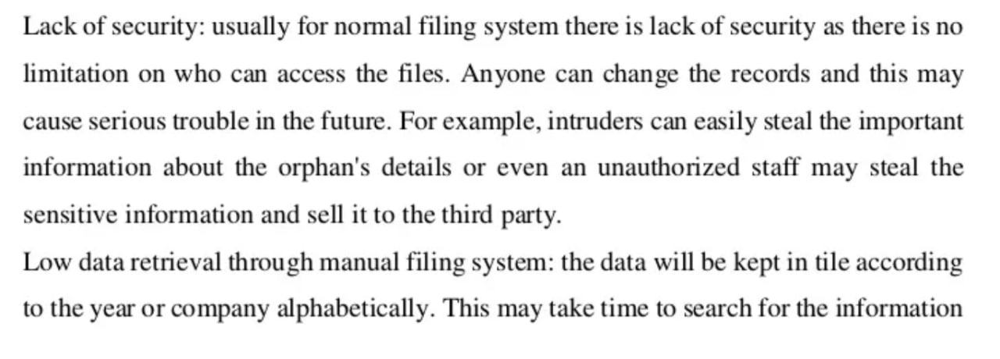 Lack of security: usually for normal filing system there is lack of security as there is no
limitation on who can access the files. Anyone can change the records and this may
cause serious trouble in the future. For example, intruders can easily steal the important
information about the orphan's details or even an unauthorized staff may steal the
sensitive information and sell it to the third party.
Low data retrieval through manual filing system: the data will be kept in tile according
to the year or company alphabetically. This may take time to search for the information